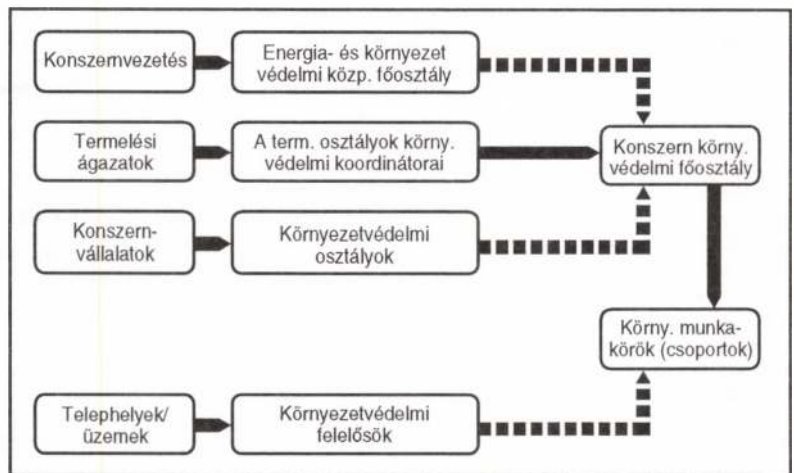 Konszernvezetés
Energia- és környezet
védelmi közp. főosztály
Termelési
ágazatok
A term. osztályok körny.
védelmi koordinátorai
Konszern körny.
védelmi főosztály
Konszern-
vállalatok
Környezetvédelmi
osztályok
Körny. munka-
körök (csoportok)
Telephelyek/
üzemek
Környezetvédelmi
felelősök